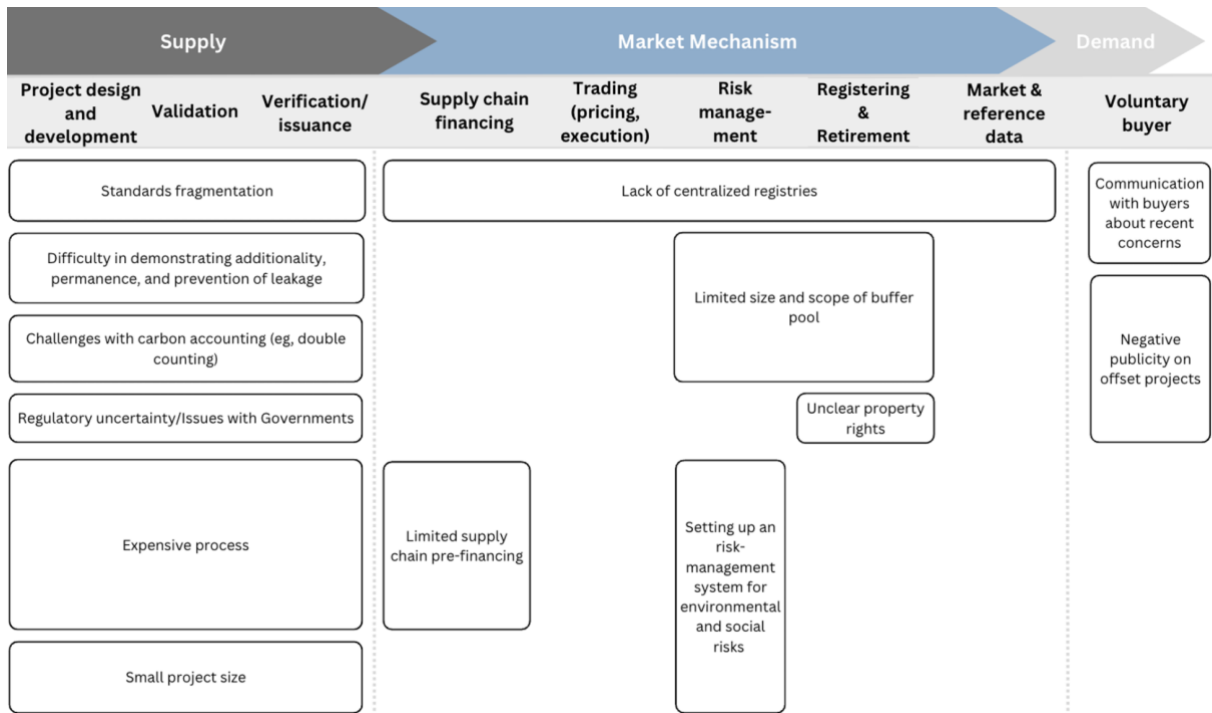 Supply
Market Mechanism
Demand
Project design
and
development
Validation
Verification/
issuance
Supply chain
financing
Trading
(pricing,
execution)
Risk
manage-
ment
Registering
&
Retirement
Market &
reference
data
Voluntary
buyer
Standards fragmentation
Lack of centralized registries
Communication
with buyers
about recent
concerns
Difficulty in demonstrating additionality,
permanence, and prevention of leakage
Limited size and scope of buffer
pool
Challenges with carbon accounting (eg, double
counting)
Negative
publicity on
offset projects
Regulatory uncertainty/Issues with Governments
Unclear property
rights
Expensive process
Limited supply
chain pre-financing
Setting up an
risk-
management
system for
environmental
and social
risks
Small project size